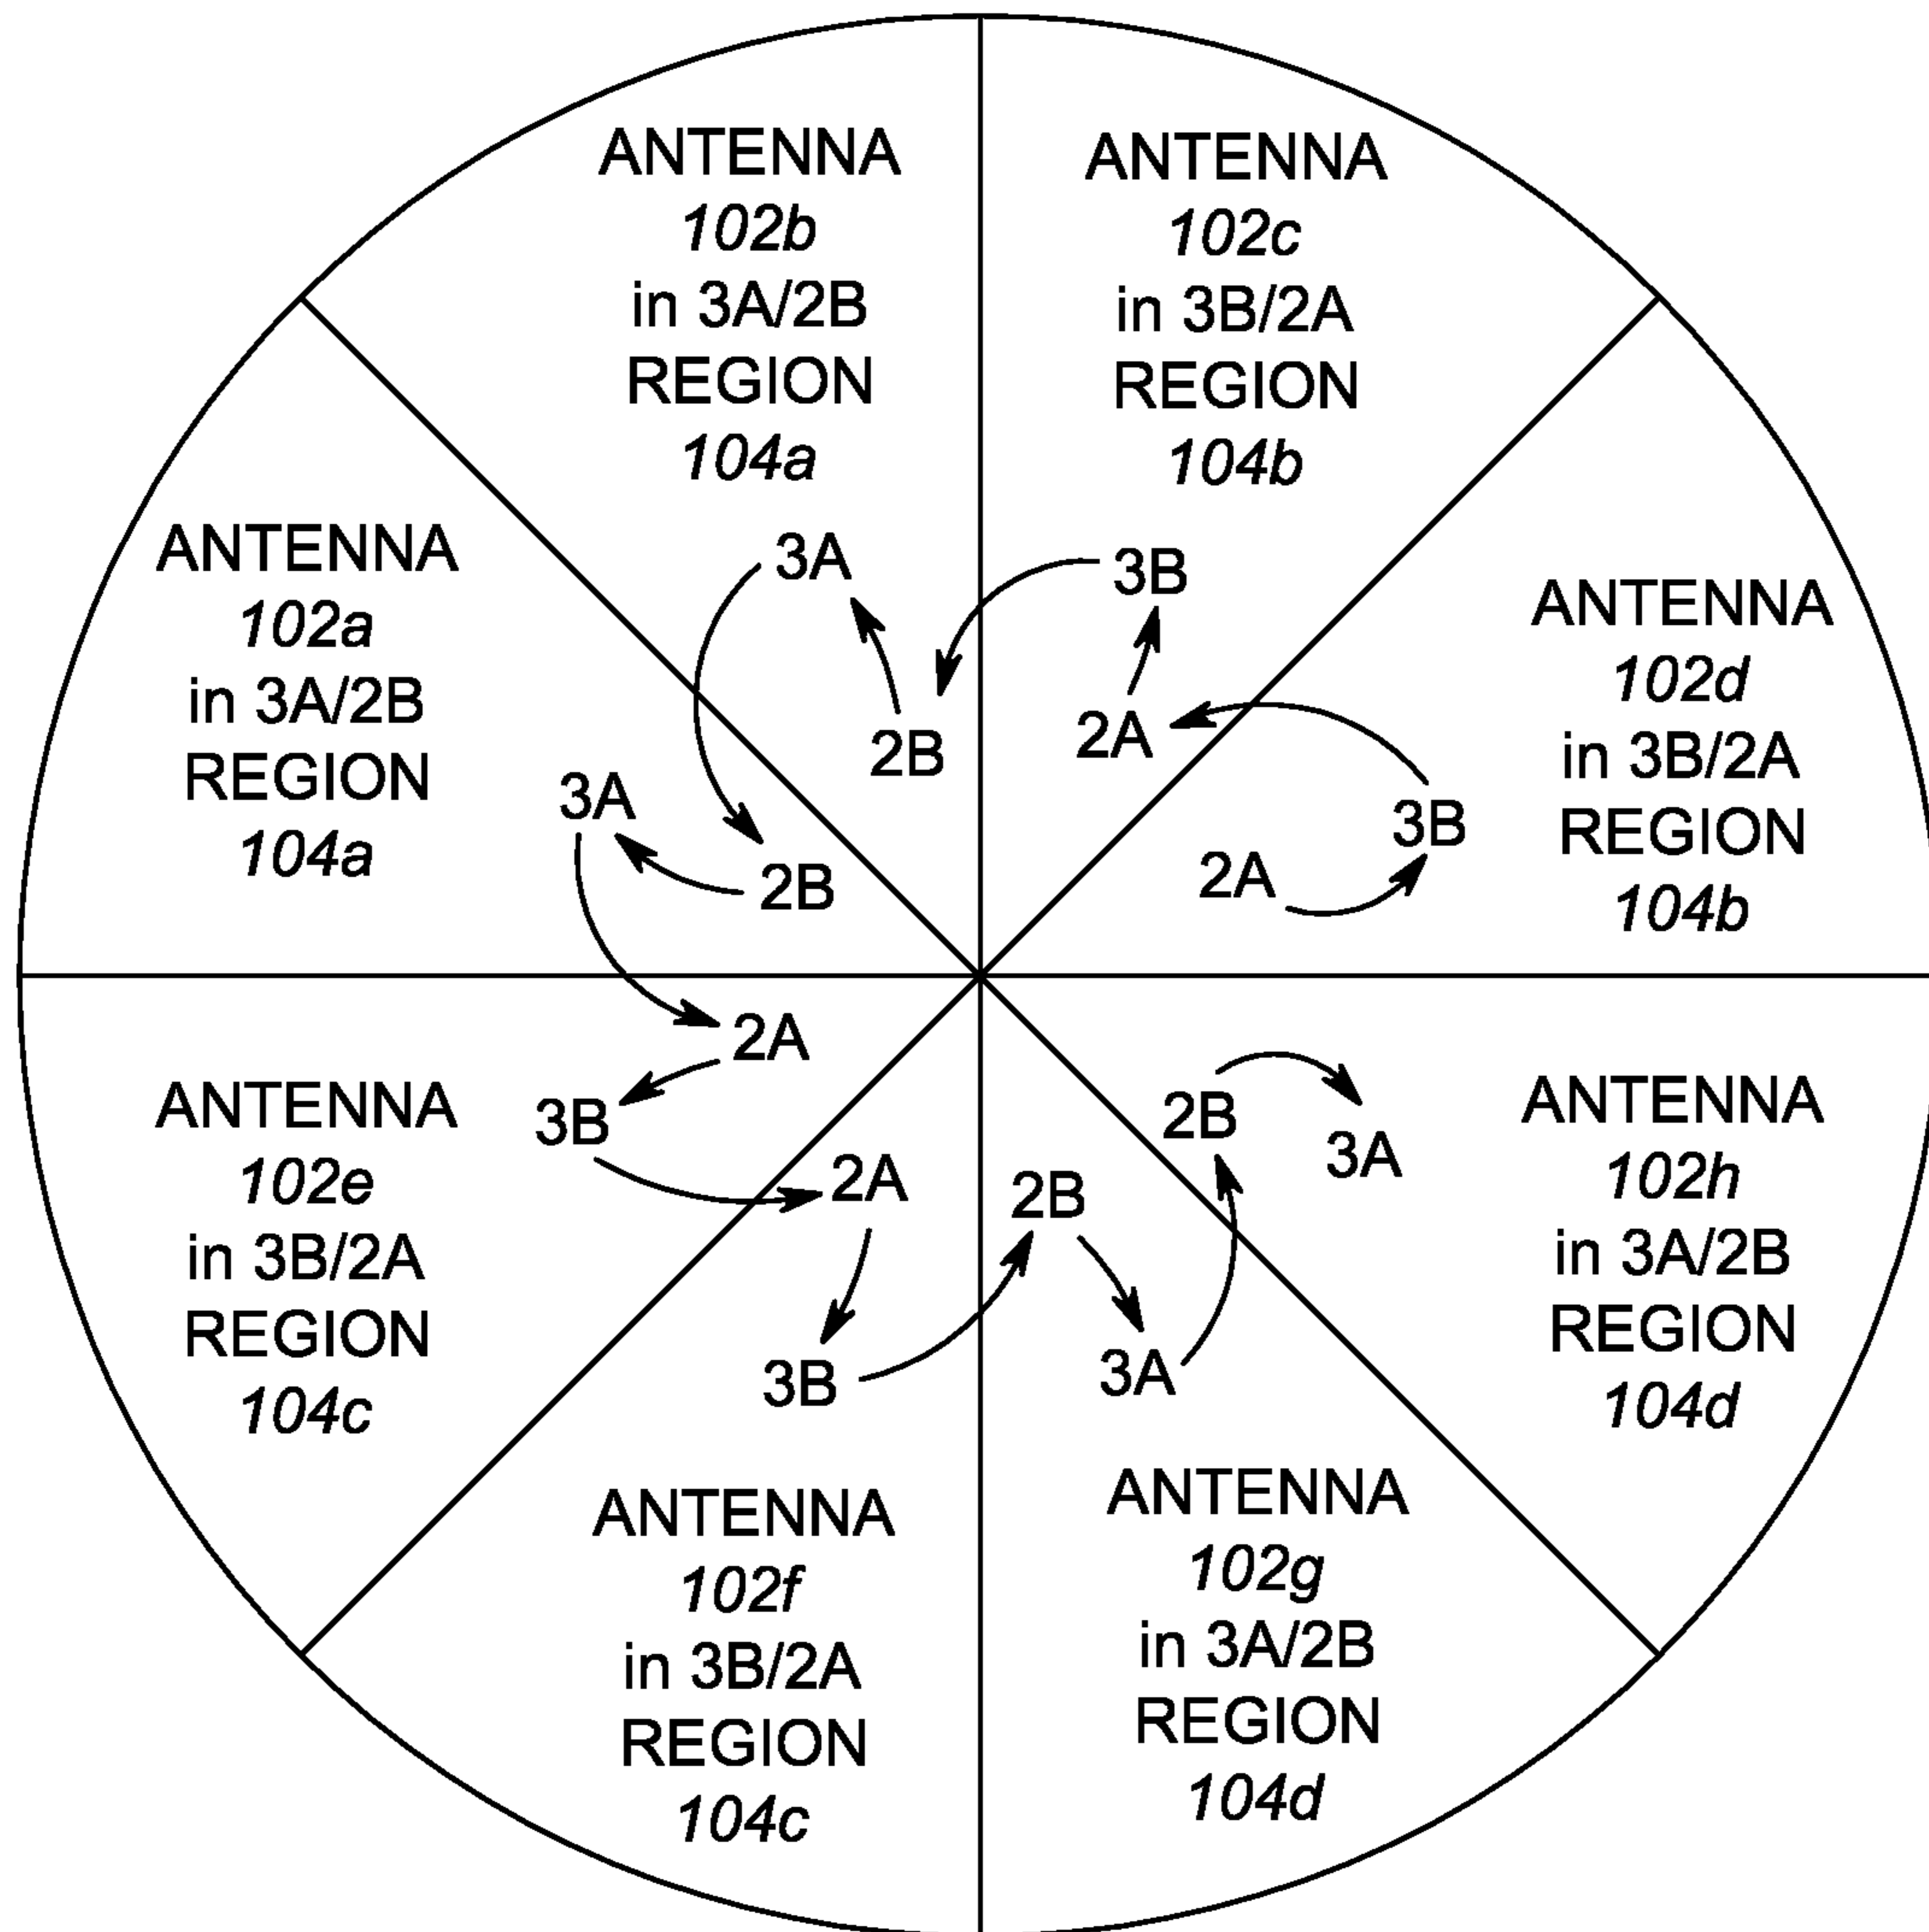 ANTENNA
102b
in 3A/2B
REGION
104a
3A
2B
ANTENNA
102c
in 3B/2A
REGION
104b
3B
2A
ANTENNA
102a
in 3A/2B
REGION
104a
3A
2B
ANTENNA
102d
in 3B/2A
REGION
104b
3B
2A
ANTENNA
102e
in 3B/2A
REGION
104c
2A
3B
ANTENNA
102f
in 3B/2A
REGION
104c
2A
3B
2B
3A
ANTENNA
102g
in 3A/2B
REGION
104d
2B
3A
ANTENNA
102h
in 3A/2B
REGION
104d